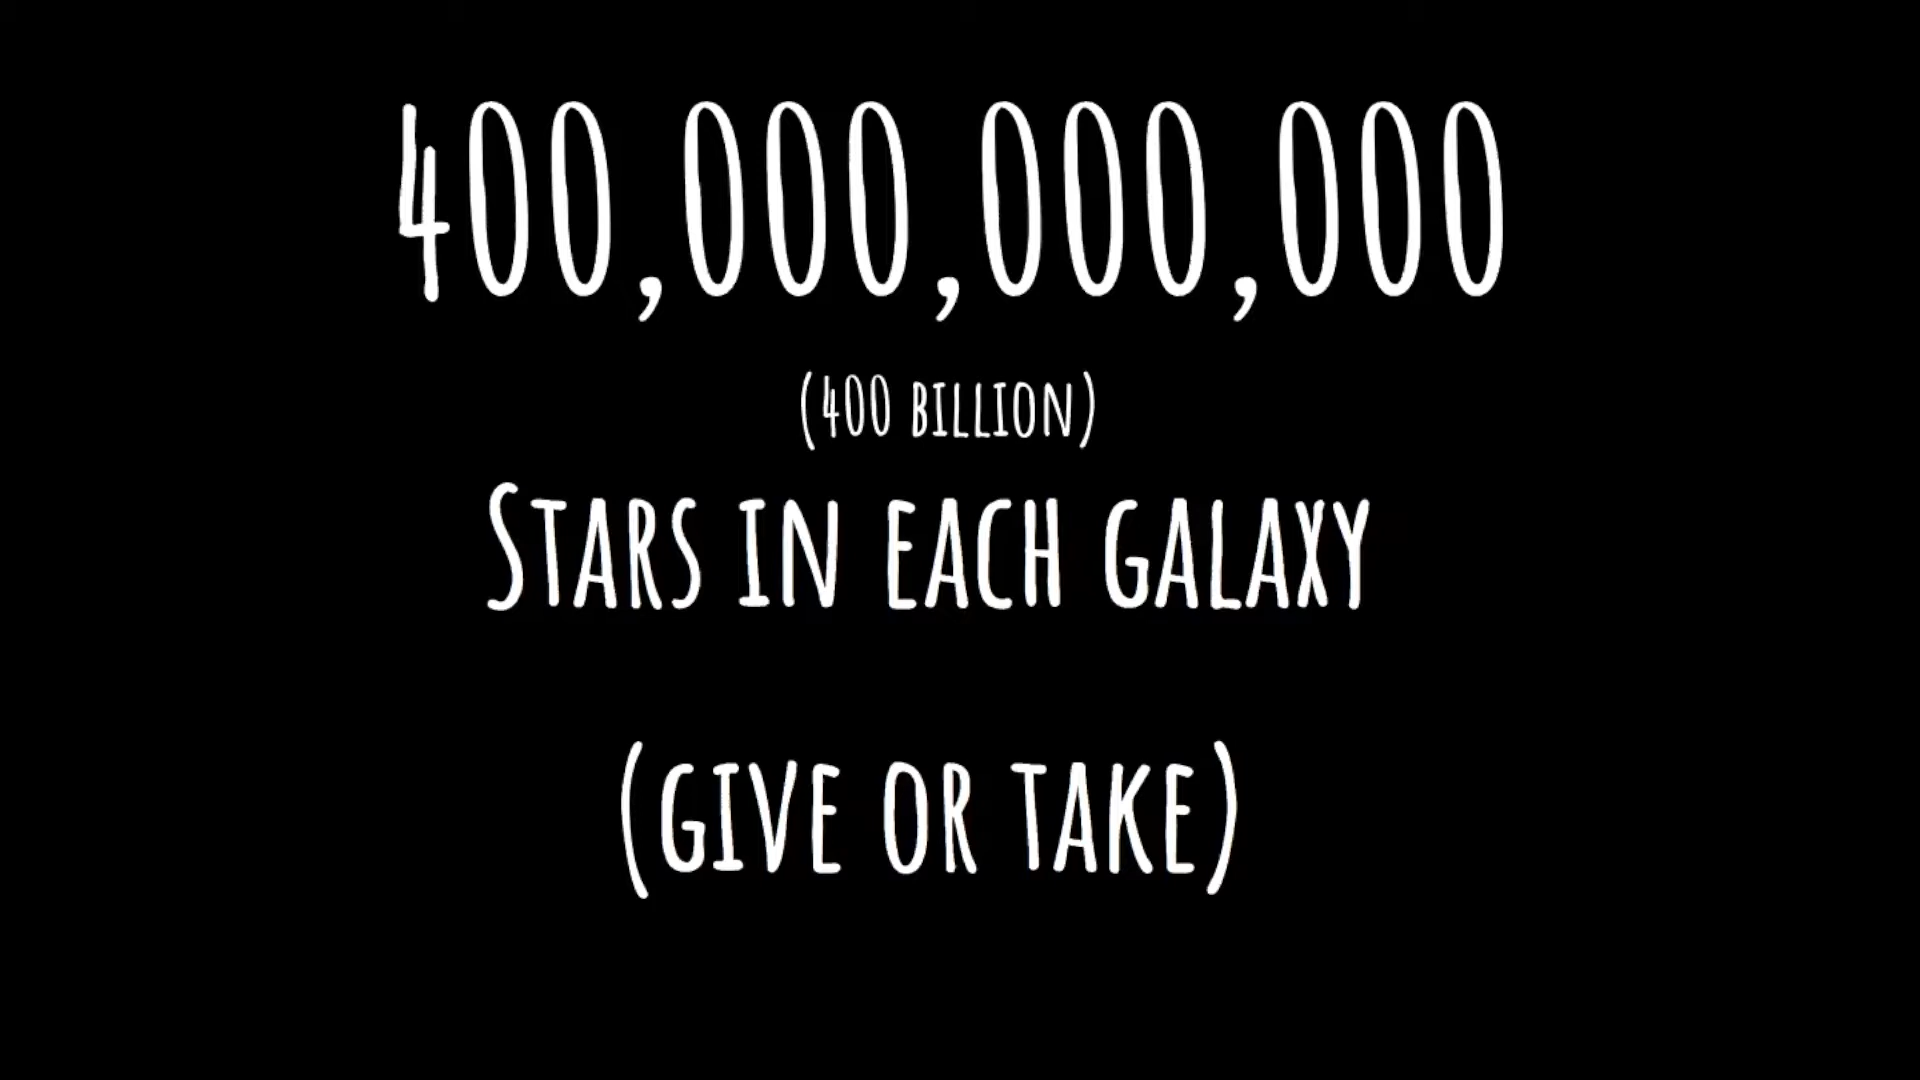 400,000,000,000
(400 billion)
Stars in each galaxy
(give or take)